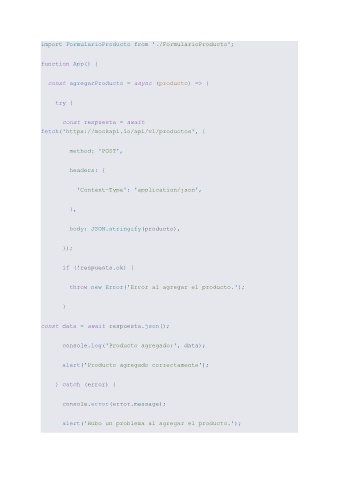 import FormularioProducto from './FormularioProducto';
function App() {
const agregarProducto = async (producto) => {
try {
const respuesta = await
fetch('https://mockapi.io/api/v1/productos', {
method: 'POST',
headers: {
'Content-Type': 'application/json',
},
body: JSON.stringify(producto),
});
if (!respuesta.ok) {
throw new Error('Error al agregar el producto.');
}
const data = await respuesta.json();
console.log('Producto agregado:', data);
alert('Producto agregado correctamente');
} catch (error) {
console.error(error.message);
alert('Hubo un problema al agregar el producto.');